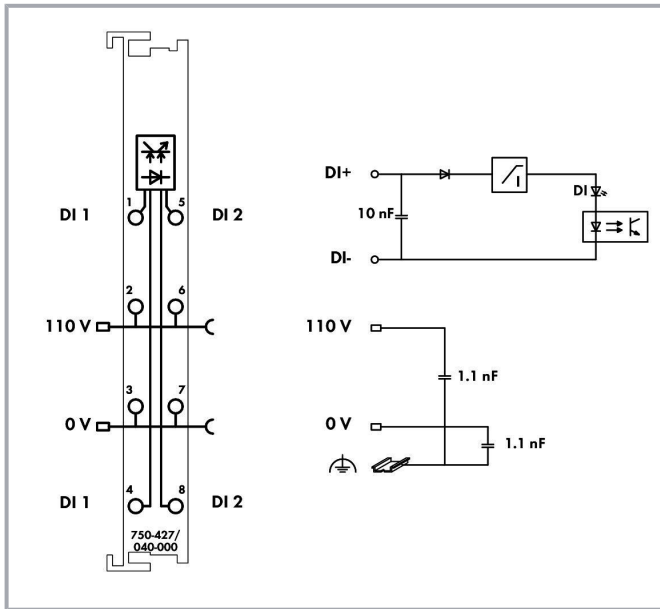 1
5
DI 1
DI 2
2
6
110 V
3
7
0 V
DI 1
4
8
DI 2
750-427/
040-000
DI+
10 nF
DI
DI-
110 V
1.1 nF
0 V
1.1 nF